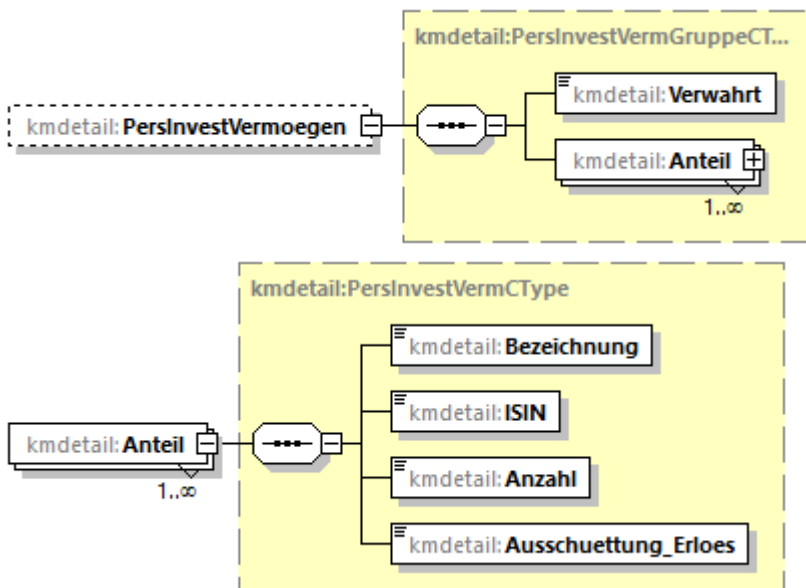 kmdetail:PersInvestVermGruppeCT...
kmdetail:Verwahrt
kmdetail:PersInvestVermoegen
kmdetail:Anteil
1..∞
kmdetail:PersInvestVermCType
kmdetail:Bezeichnung
kmdetail:ISIN
kmdetail:Anteil
1..∞
kmdetail:Anzahl
kmdetail:Ausschuettung_Erloes